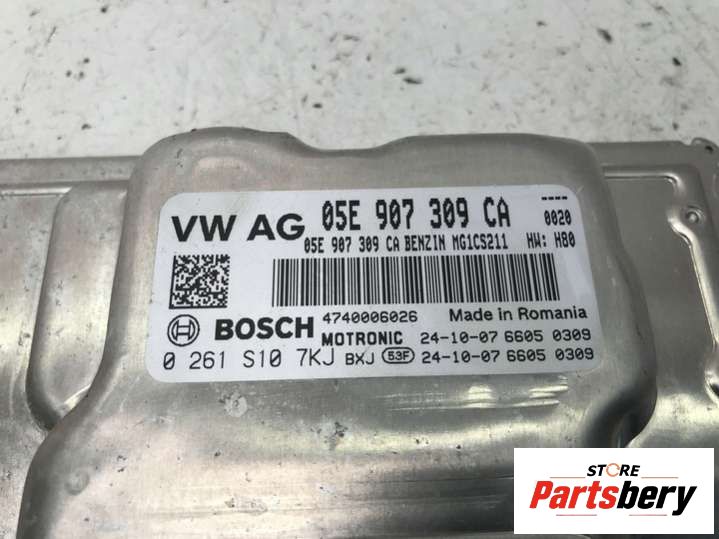 VW AG 05E 907 309 CA ----
05E 907 309 CA BENZIN MG1CS211 HW: H80 0020
4740006026 Made in Romania
BOSCH MOTRONIC 24-10-07 6605 0309
0 261 S10 7KJ BXJ 53F 24-10-07 6605 0309
STORE
Partsbery